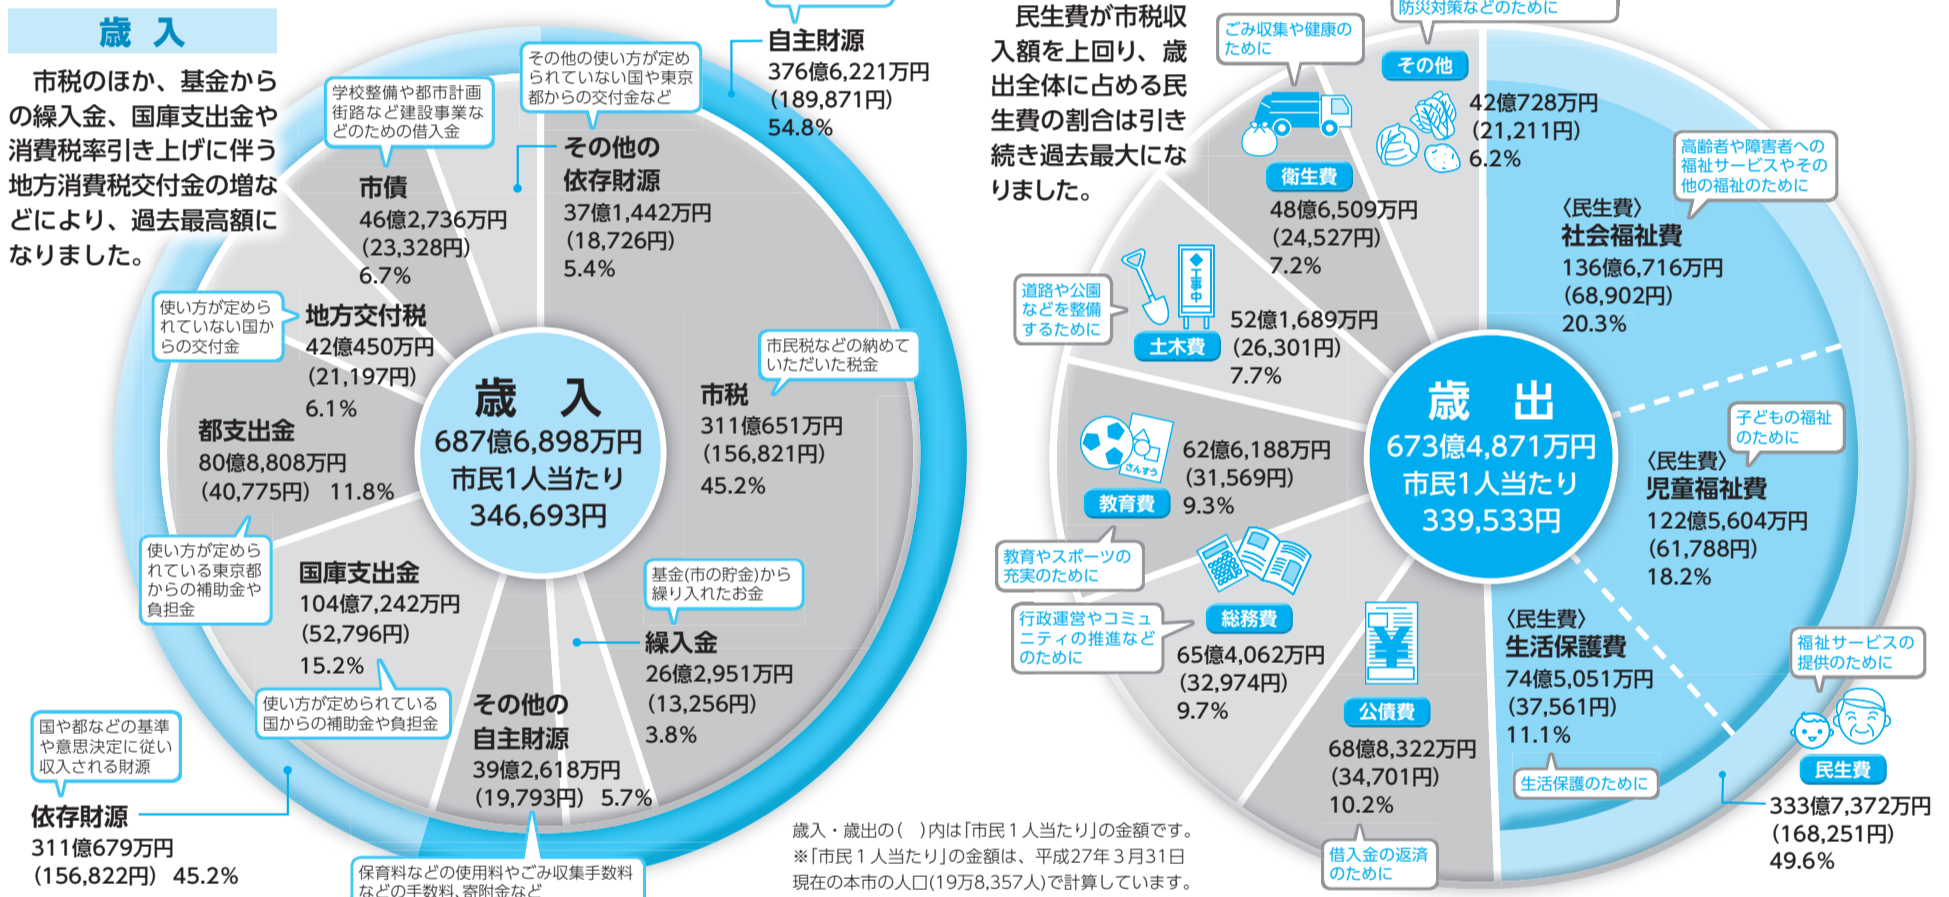 歳 入
市税のほか、基金から
の繰入金、国庫支出金や
消費税率引き上げに伴う
地方消費税交付金の増な
どにより、過去最高額に
なりました。
自主財源
376億6,221万円
(189,871円)
54.8%
その他の使い方が定め
られていない国や東京
都からの交付金など
その他の
依存財源
37億1,442万円
(18,726円)
5.4%
学校整備や都市計画
街路など建設事業な
どのための借入金
市債
46億2,736万円
(23,328円)
6.7%
使い方が定めら
れていない国か
らの交付金
地方交付税
42億450万円
(21,197円)
6.1%
都支出金
80億8,808万円
(40,775円) 11.8%
使い方が定めら
れている東京都
からの補助金や
負担金
国庫支出金
104億7,242万円
(52,796円)
15.2%
使い方が定められている
国からの補助金や負担金
歳 入
687億6,898万円
市民1人当たり
346,693円
市民税などの納めて
いただいた税金
市税
311億651万円
(156,821円)
45.2%
基金(市の貯金)から
繰り入れたお金
繰入金
26億2,951万円
(13,256円)
3.8%
その他の
自主財源
39億2,618万円
(19,793円) 5.7%
保育料などの使用料やごみ収集手数料
などの手数料、寄附金など
国や都などの基準
や意思決定に従い
収入される財源
依存財源
311億679万円
(156,822円) 45.2%
民生費が市税収
入額を上回り、歳
出全体に占める民
生費の割合は引き
続き過去最大にな
りました。
防災対策などのために
その他
42億728万円
(21,211円)
6.2%
ごみ収集や健康の
ために
衛生費
48億6,509万円
(24,527円)
7.2%
道路や公園
などを整備
するために
工事中
土木費
52億1,689万円
(26,301円)
7.7%
さんすう
教育費
62億6,188万円
(31,569円)
9.3%
教育やスポーツの
充実のために
行政運営やコミュ
ニティの推進など
のために
総務費
65億4,062万円
(32,974円)
9.7%
¥
公債費
68億8,322万円
(34,701円)
10.2%
借入金の返済
のために
歳 出
673億4,871万円
市民1人当たり
339,533円
高齢者や障害者への
福祉サービスやその
他の福祉のために
〈民生費〉
社会福祉費
136億6,716万円
(68,902円)
20.3%
子どもの福祉
のために
〈民生費〉
児童福祉費
122億5,604万円
(61,788円)
18.2%
〈民生費〉
生活保護費
74億5,051万円
(37,561円)
11.1%
生活保護のために
福祉サービスの
提供のために
民生費
333億7,372万円
(168,251円)
49.6%
歳入・歳出の( )内は「市民1人当たり」の金額です。
※「市民1人当たり」の金額は、平成27年3月31日
現在の本市の人口(19万8,357人)で計算しています。